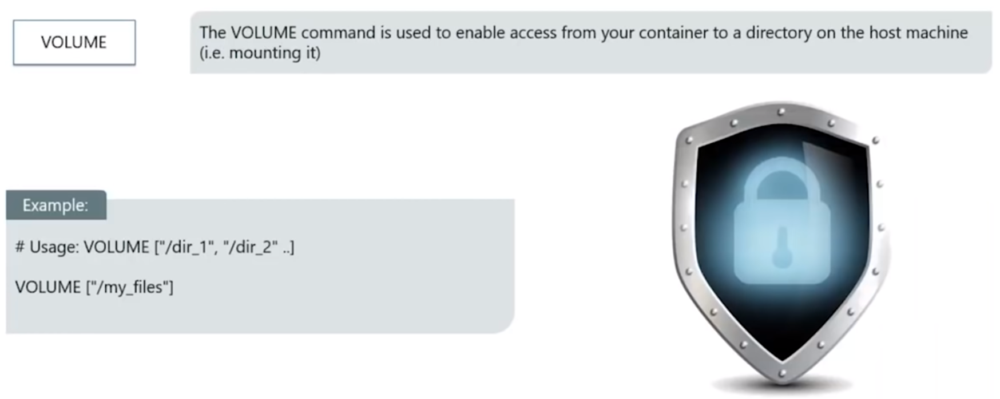 VOLUME
The VOLUME command is used to enable access from your container to a directory on the host machine
(i.e. mounting it)
Example:
# Usage: VOLUME ["/dir_1", "/dir_2" ..]
VOLUME ["/my_files"]